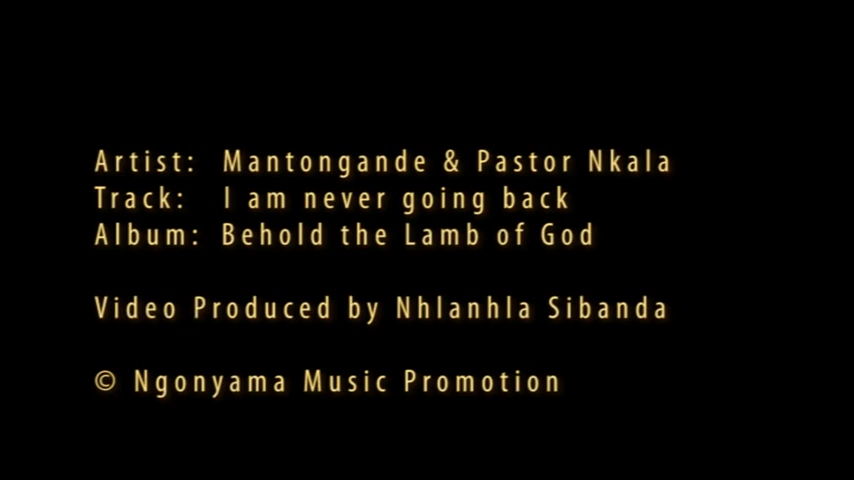 Artist: Mantongande & Pastor Nkala
Track: I am never going back
Album: Behold the Lamb of God
Video Produced by Nhlanhla Sibanda
© Ngonyama Music Promotion